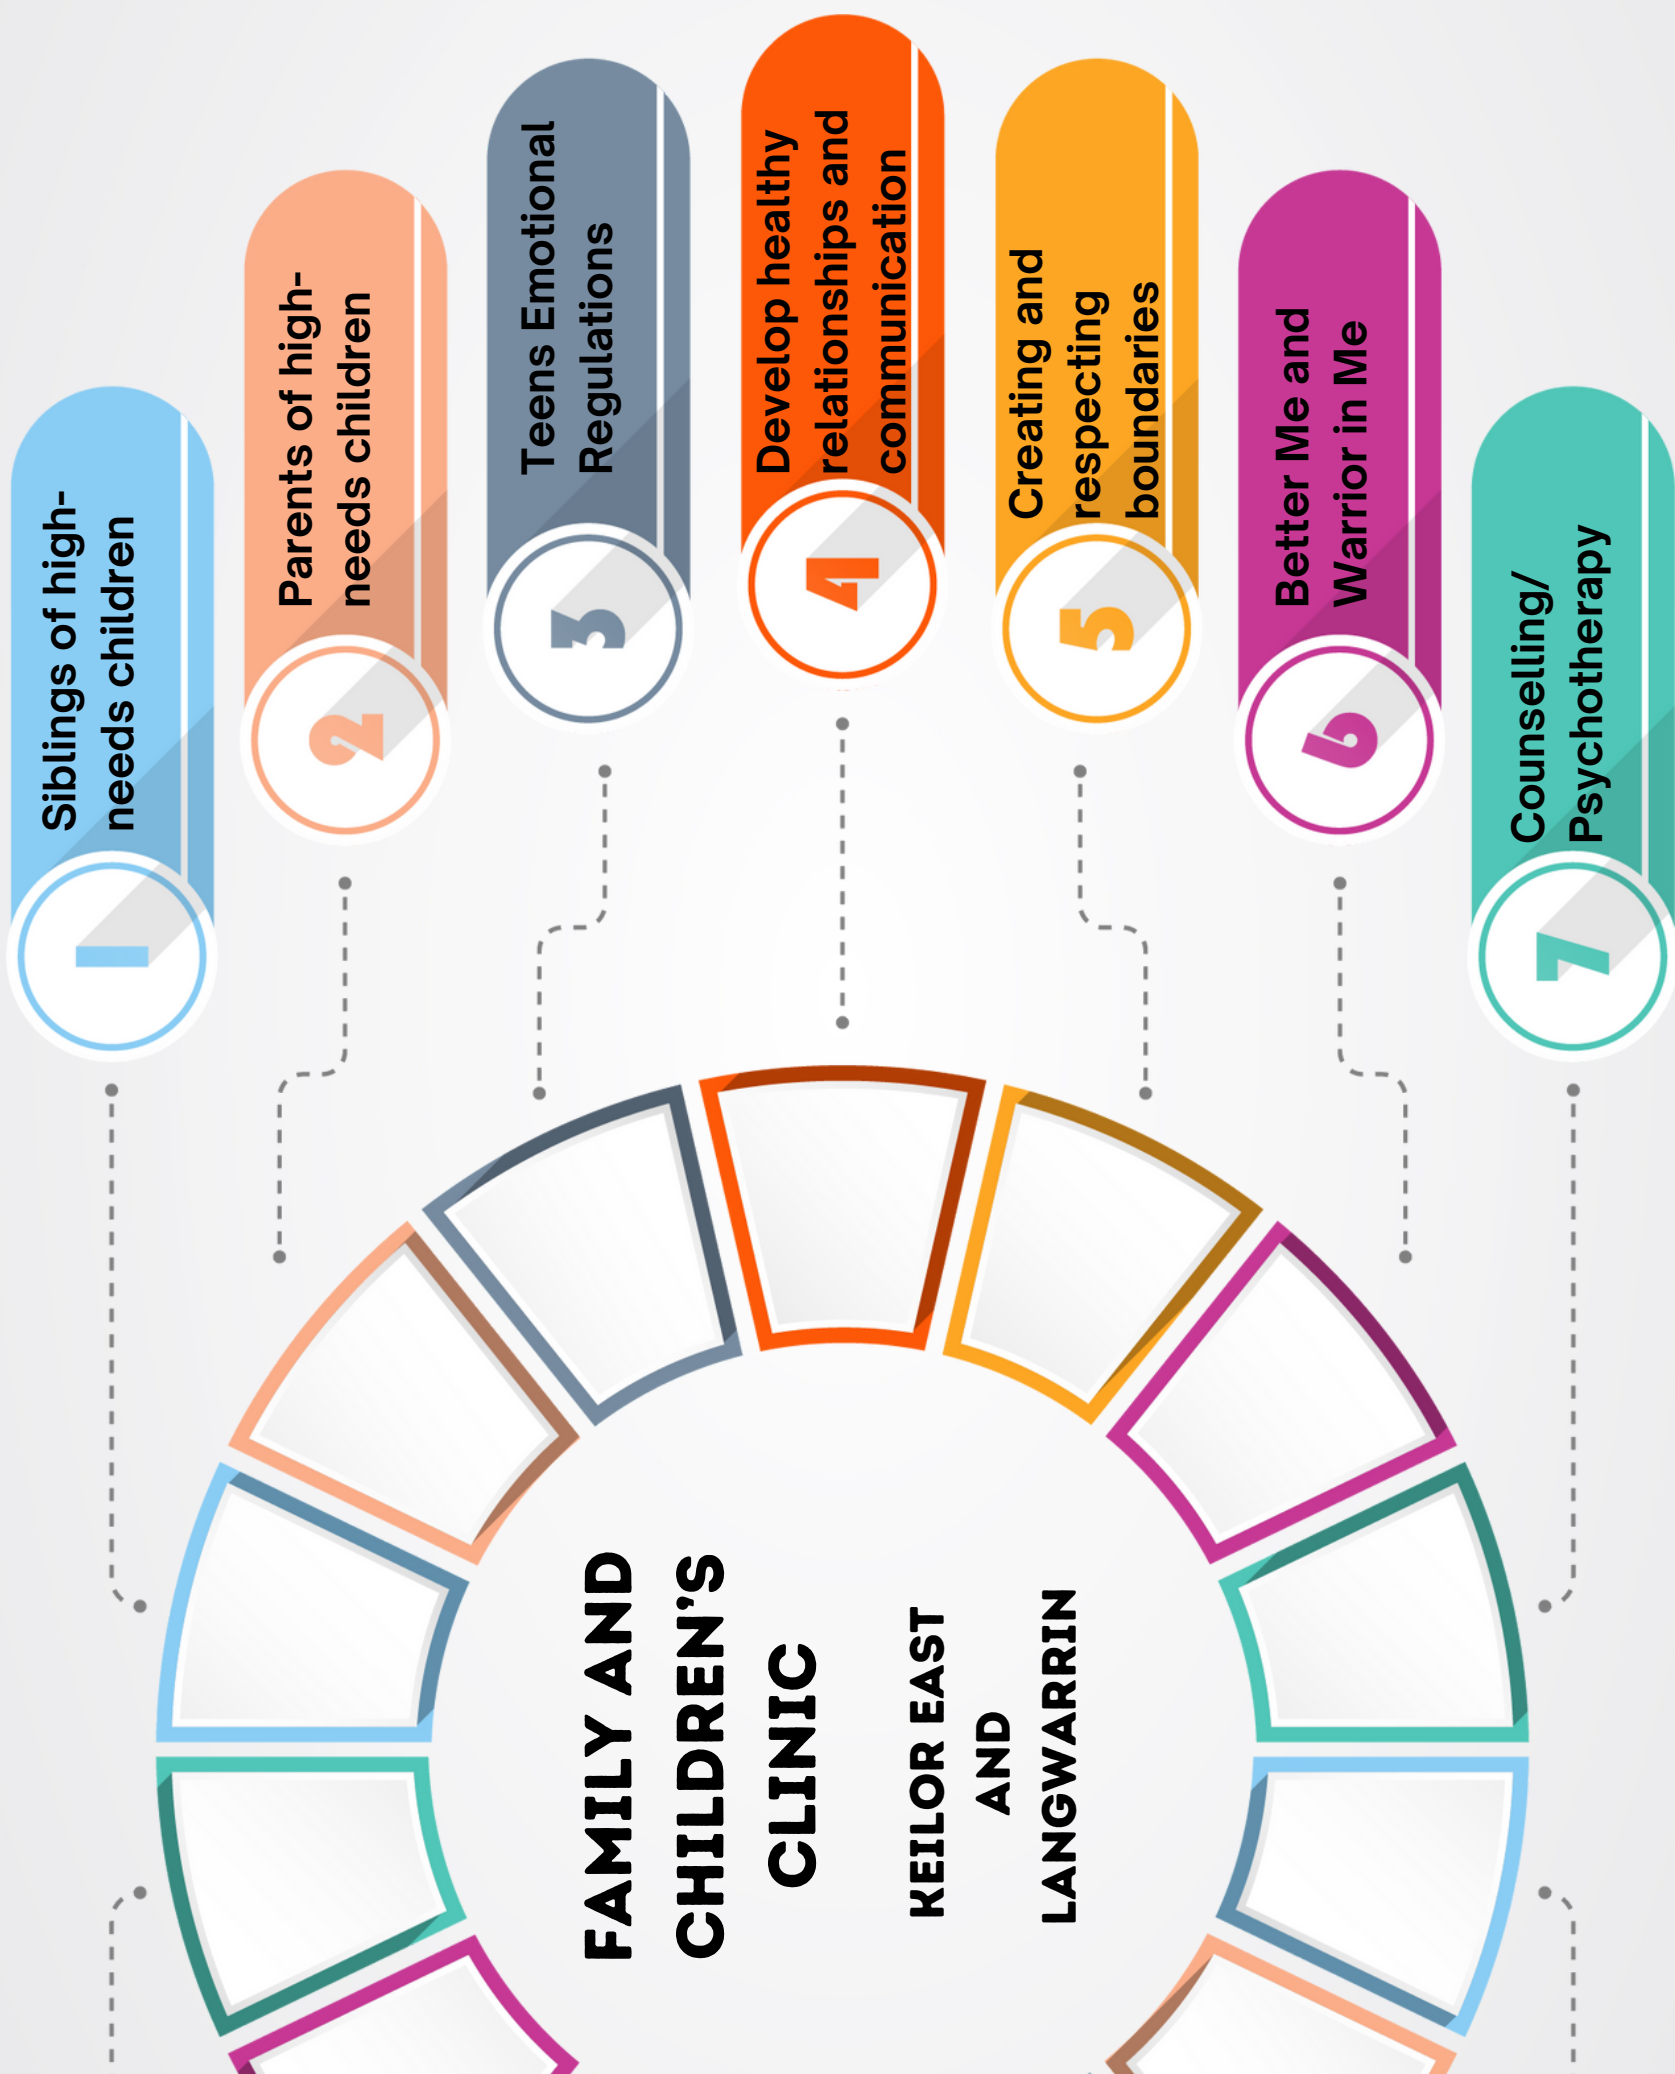 1
Siblings of high-
needs children
2
Parents of high-
needs children
3
Teens Emotional
Regulations
4
Develop healthy
relationships and
communication
5
Creating and
respecting
boundaries
6
Better Me and
Warrior in Me
7
Counselling/
Psychotherapy
FAMILY AND
CHILDREN'S
CLINIC
KEILOR EAST
AND
LANGWARRIN